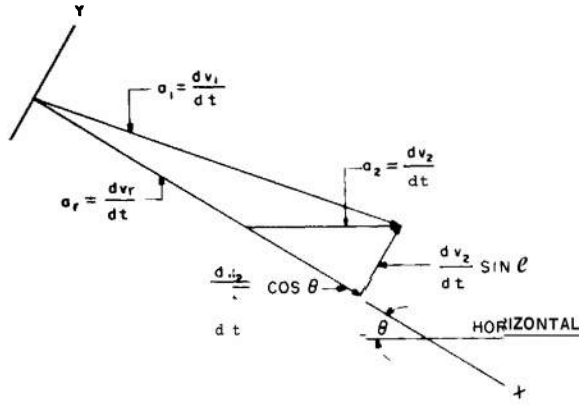 Y
a₁ = dv₁
dt
a₂ = dv₂
dt
aᵣ = dvᵣ
dt
dv₂
dt
SIN ℓ
COS θ
dt
θ
HORIZONTAL
X